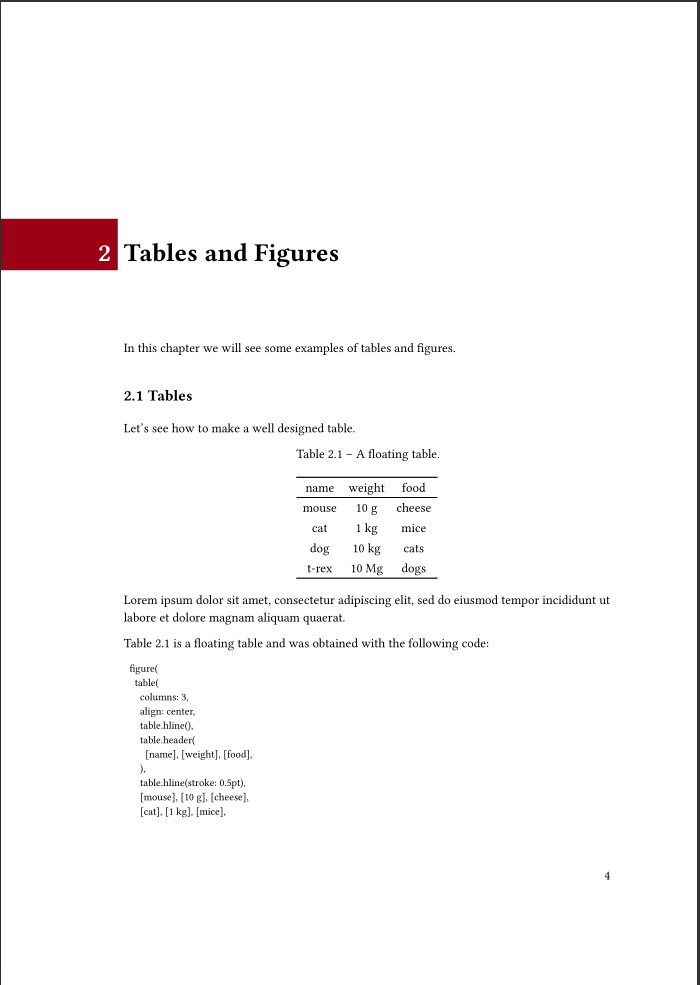 2 Tables and Figures
In this chapter we will see some examples of tables and figures.
2.1 Tables
Let's see how to make a well designed table.
Table 2.1 – A floating table.
name weight food
mouse 10 g cheese
cat 1 kg mice
dog 10 kg cats
t-rex 10 Mg dogs
Lorem ipsum dolor sit amet, consectetur adipiscing elit, sed do eiusmod tempor incididunt ut
labore et dolore magnam aliquam quaerat.
Table 2.1 is a floating table and was obtained with the following code:
figure(
  table(
    columns: 3,
    align: center,
    table.hline(),
    table.header(
      [name], [weight], [food],
    ),
    table.hline(stroke: 0.5pt),
    [mouse], [10 g], [cheese],
    [cat], [1 kg], [mice],
4